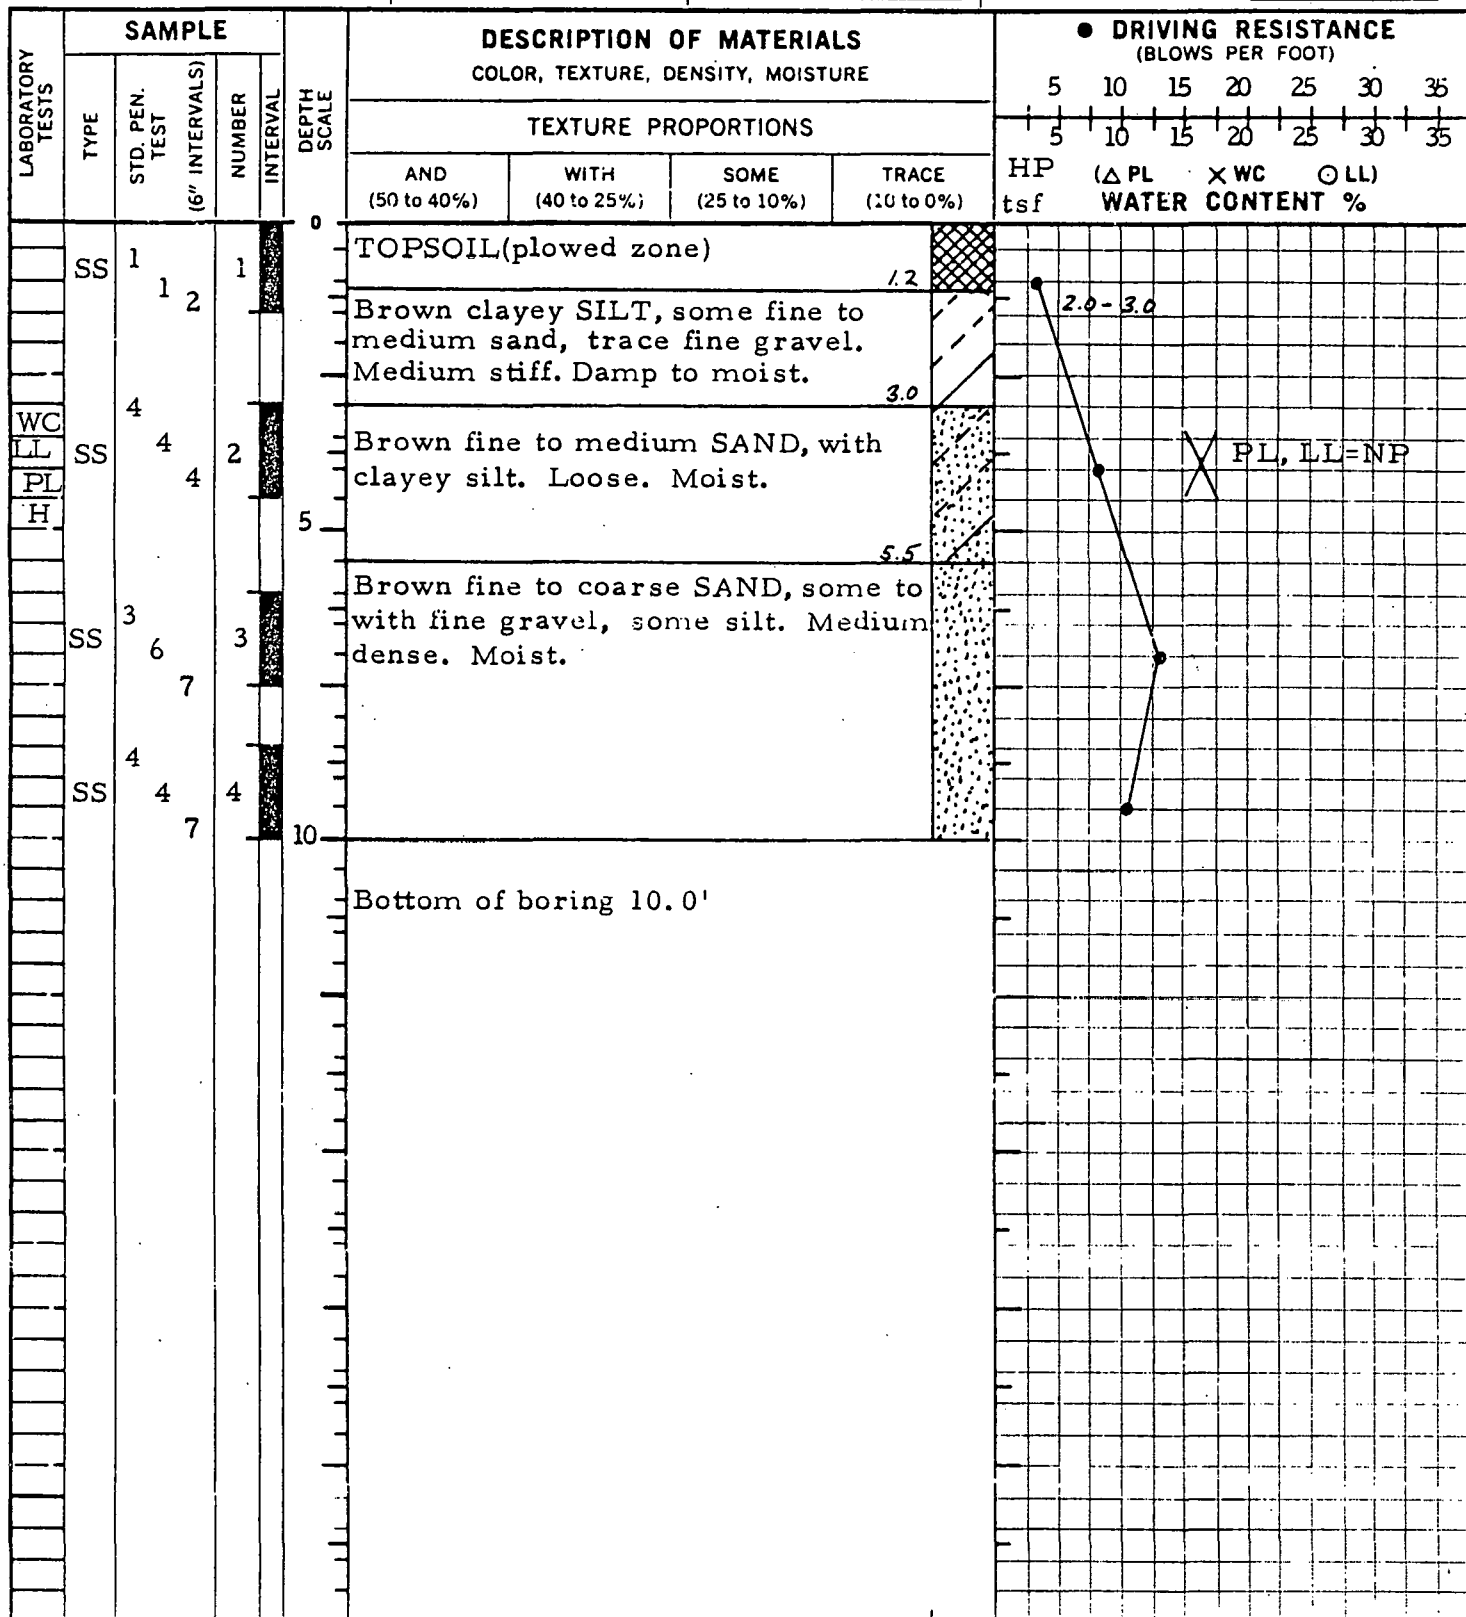 LABORATORY TESTS
SAMPLE
TYPE
STD. PEN. TEST
(6" INTERVALS)
NUMBER
INTERVAL
DEPTH SCALE
DESCRIPTION OF MATERIALS
COLOR, TEXTURE, DENSITY, MOISTURE
TEXTURE PROPORTIONS
AND WITH SOME TRACE
(50 to 40%) (40 to 25%) (25 to 10%) (10 to 0%)
● DRIVING RESISTANCE
(BLOWS PER FOOT)
5 10 15 20 25 30 35
5 10 15 20 25 30 35
HP (△ PL × WC ⊙ LL)
tsf WATER CONTENT %
0
SS 1 1 2 1
TOPSOIL(plowed zone)
1.2
2.0-3.0
Brown clayey SILT, some fine to
medium sand, trace fine gravel.
Medium stiff. Damp to moist.
3.0
WC
LL
PL
H
SS 4 4 4 2
Brown fine to medium SAND, with
clayey silt. Loose. Moist.
PL, LL=NP
5
5.5
SS 3 6 7 3
Brown fine to coarse SAND, some to
with fine gravel, some silt. Medium
dense. Moist.
SS 4 4 7 4
10
Bottom of boring 10.0'